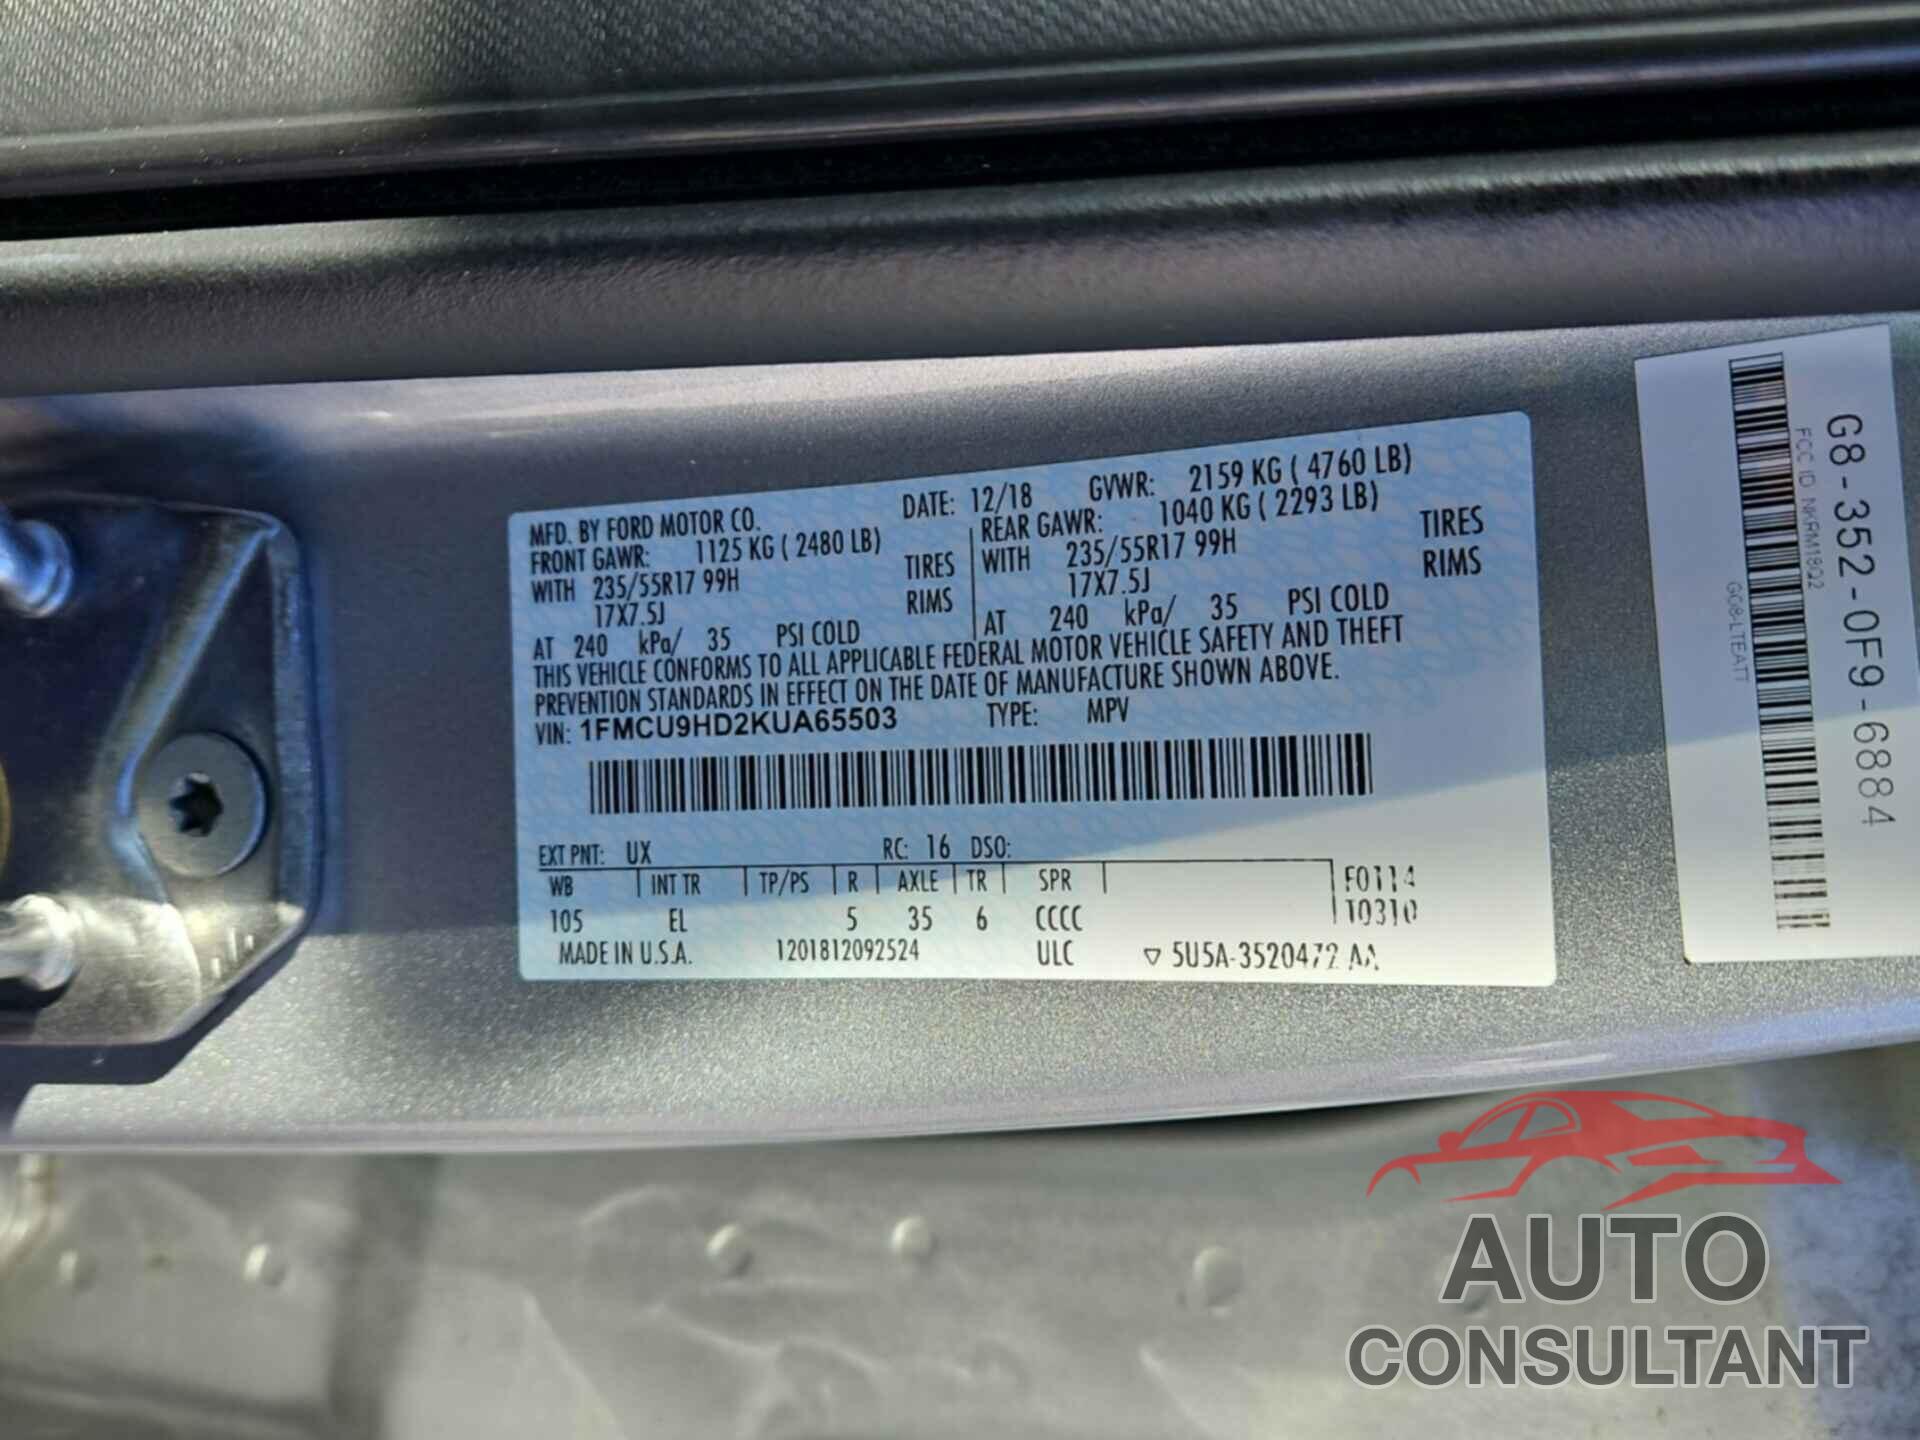 MFD. BY FORD MOTOR CO. DATE: 12/18 GVWR: 2159 KG ( 4760 LB)
FRONT GAWR: 1125 KG ( 2480 LB) REAR GAWR: 1040 KG ( 2293 LB)
WITH 235/55R17 99H TIRES WITH 235/55R17 99H TIRES
17X7.5J RIMS 17X7.5J RIMS
AT 240 kPa/ 35 PSI COLD AT 240 kPa/ 35 PSI COLD
THIS VEHICLE CONFORMS TO ALL APPLICABLE FEDERAL MOTOR VEHICLE SAFETY AND THEFT
PREVENTION STANDARDS IN EFFECT ON THE DATE OF MANUFACTURE SHOWN ABOVE.
VIN: 1FMCU9HD2KUA65503 TYPE: MPV
EXT PNT: UX RC: 16 DSO:
WB INT TR TP/PS R AXLE TR SPR F0114
105 EL 5 35 6 CCCC T0310
MADE IN U.S.A. 1201812092524 ULC 5U5A-3520472 AA
G8-352-0F9-6884
FCC ID NKRM18Q2
GO8-LTEATT
AUTO
CONSULTANT